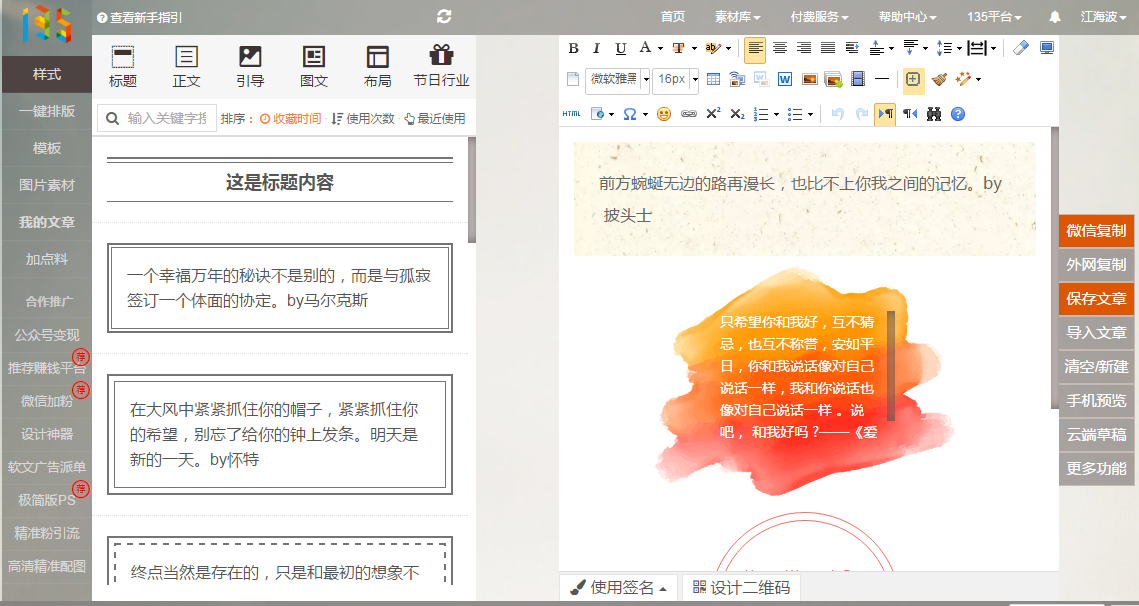 135
查看新手指引
首页
素材库
付费服务
帮助中心
135平台
江海波
样式
一键排版
模板
图片素材
我的文章
加点料
合作推广
公众号变现
推荐赚钱平台
荐
微信加粉
荐
设计神器
软文广告派单
极简版PS
荐
精准粉引流
高清精准配图
标题
正文
引导
图文
布局
节日行业
输入关键字搜
排序：
收藏时间
使用次数
最近使用
这是标题内容
一个幸福万年的秘诀不是别的，而是与孤寂
签订一个体面的协定。by马尔克斯
在大风中紧紧抓住你的帽子，紧紧抓住你
的希望，别忘了给你的钟上发条。明天是
新的一天。by怀特
终点当然是存在的，只是和最初的想象不
B I U A T ab
微软雅黑
16px
W
HTML
Ω
X²
X₂
前方蜿蜒无边的路再漫长，也比不上你我之间的记忆。by
披头士
只希望你和我好，互不猜
忌，也互不称誉，安如平
日，你和我说话像对自己
说话一样，我和你说话也
像对自己说话一样 。说
吧， 和我好吗？——《爱
使用签名
设计二维码
微信复制
外网复制
保存文章
导入文章
清空/新建
手机预览
云端草稿
更多功能